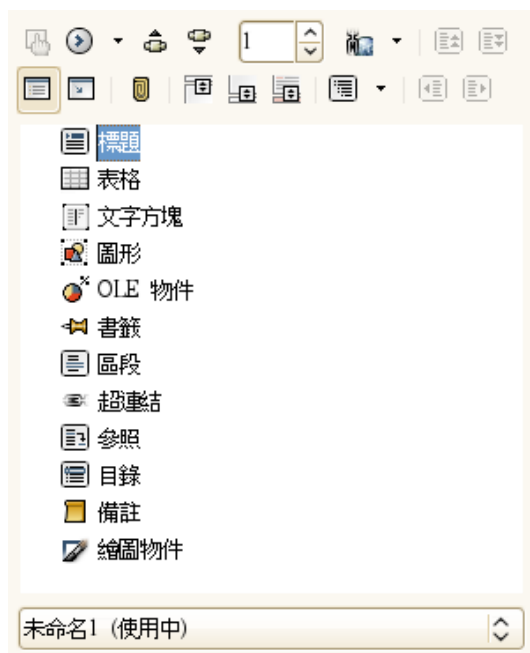 1
標題
表格
文字方塊
圖形
OLE 物件
書籤
區段
超連結
參照
目錄
備註
繪圖物件
未命名1 (使用中)